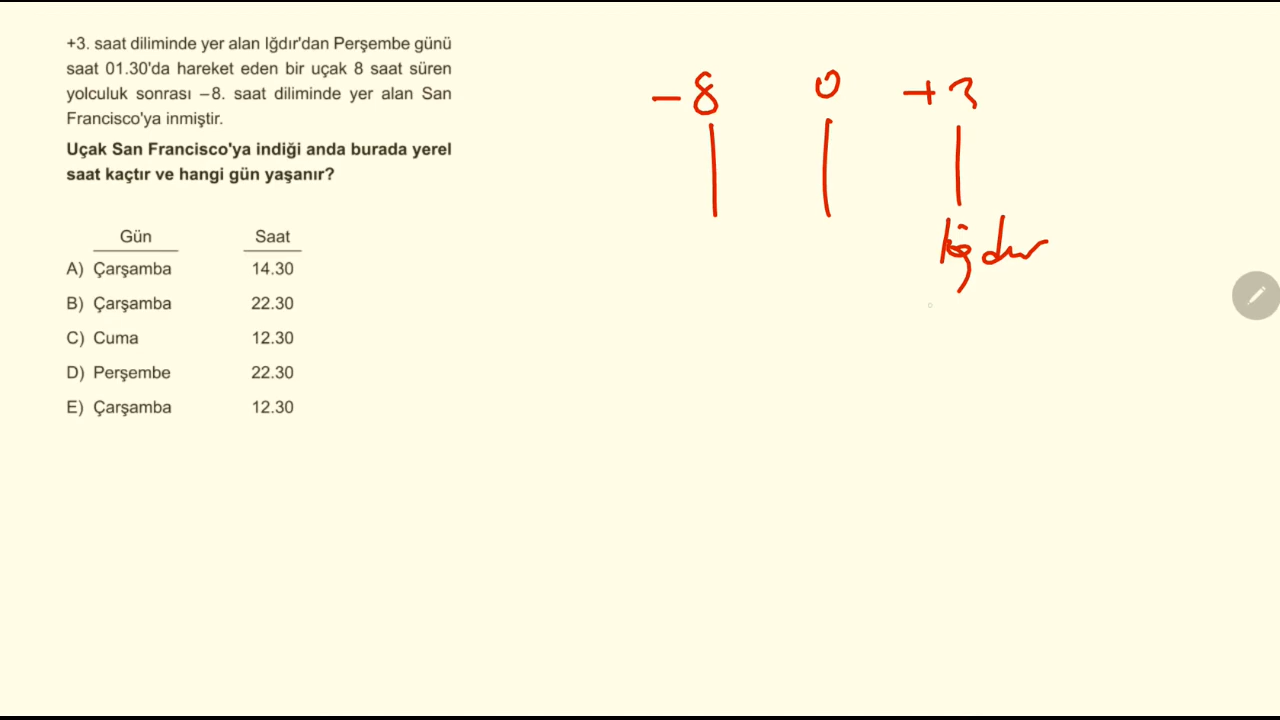 +3. saat diliminde yer alan Iğdır'dan Perşembe günü
saat 01.30'da hareket eden bir uçak 8 saat süren
yolculuk sonrası –8. saat diliminde yer alan San
Francisco'ya inmiştir.
Uçak San Francisco'ya indiği anda burada yerel
saat kaçtır ve hangi gün yaşanır?
Gün Saat
A) Çarşamba 14.30
B) Çarşamba 22.30
C) Cuma 12.30
D) Perşembe 22.30
E) Çarşamba 12.30
-8 0 +3
Iğdır